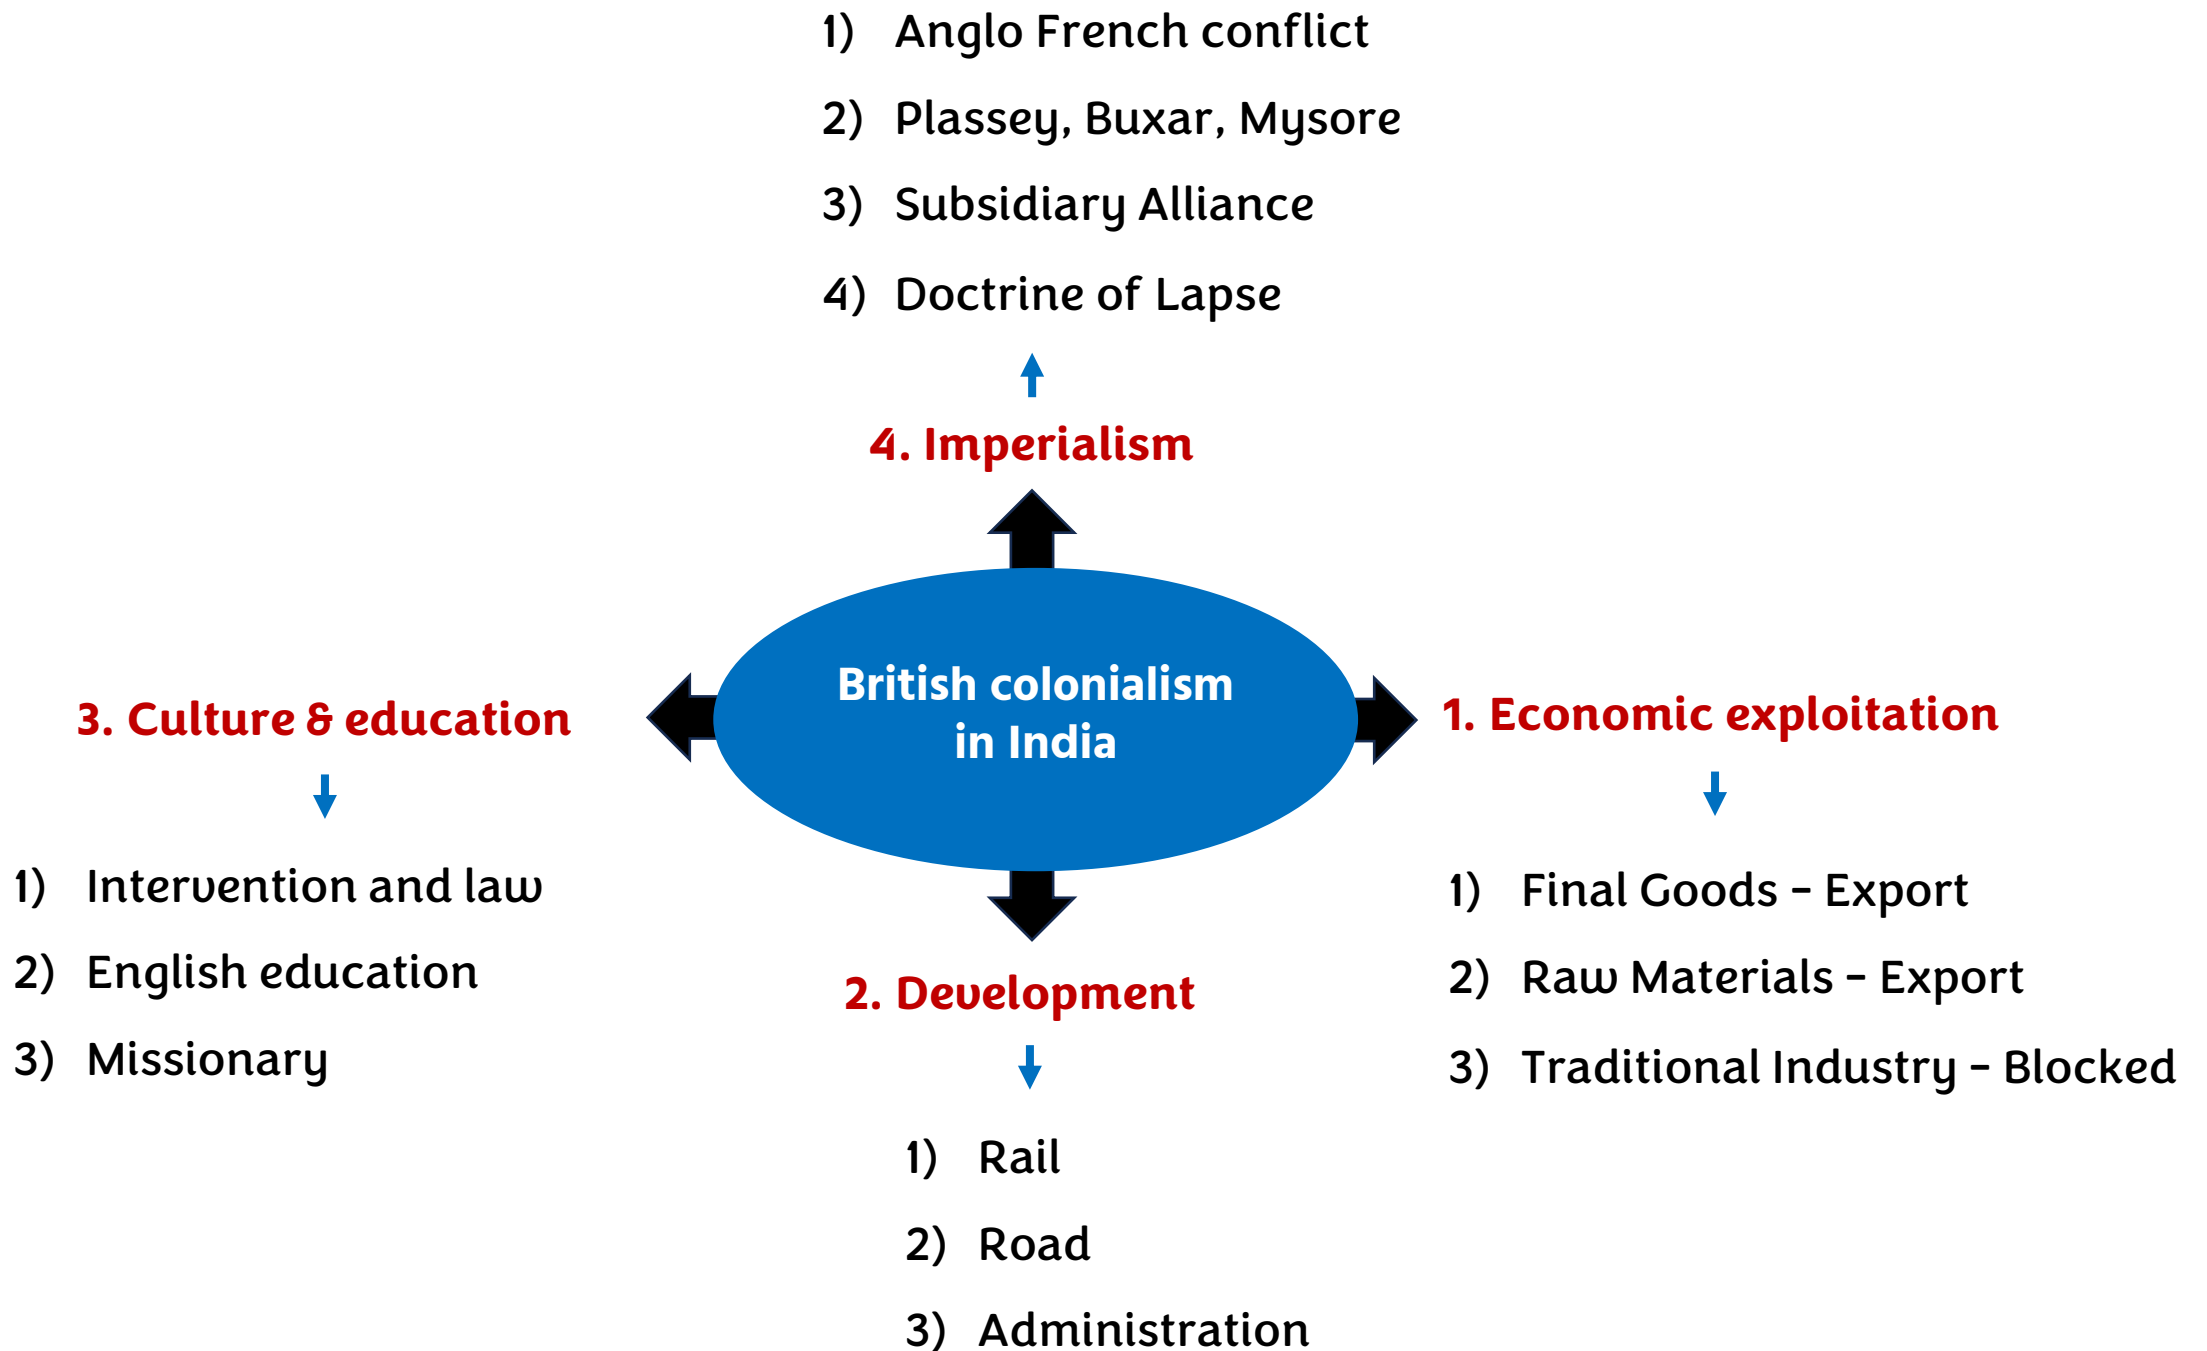 1) Anglo French conflict
2) Plassey, Buxar, Mysore
3) Subsidiary Alliance
4) Doctrine of Lapse
4. Imperialism
British colonialism
in India
3. Culture & education
1) Intervention and law
2) English education
3) Missionary
1. Economic exploitation
1) Final Goods – Export
2) Raw Materials – Export
3) Traditional Industry – Blocked
2. Development
1) Rail
2) Road
3) Administration